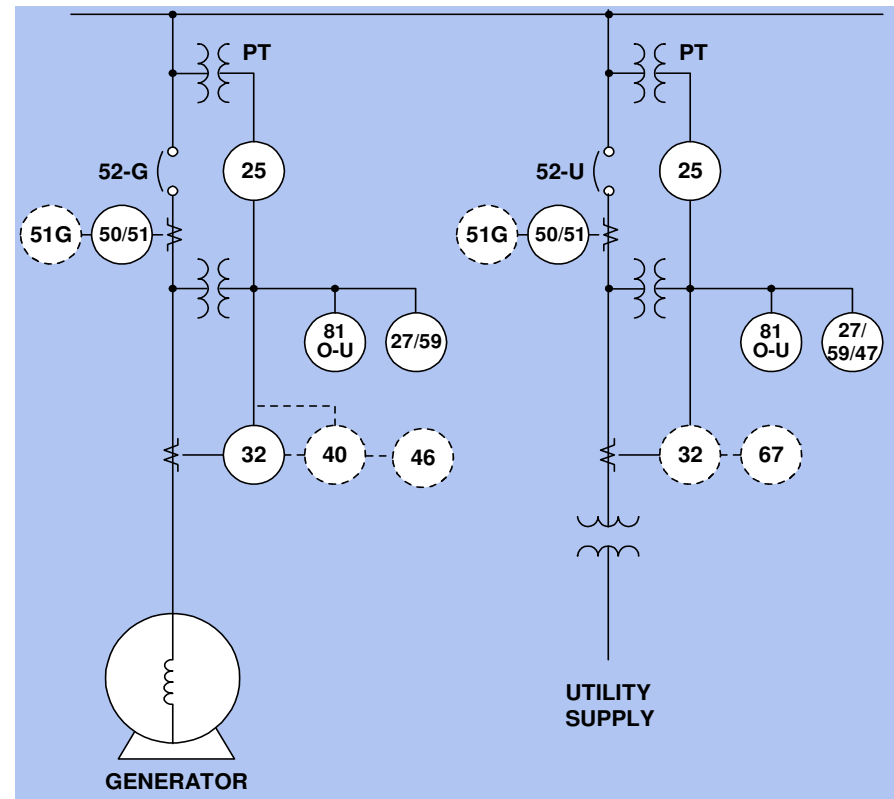 PT
PT
52-G
25
52-U
25
51G
50/51
51G
50/51
81
O-U
27/59
81
O-U
27/
59/47
32
40
46
32
67
UTILITY
SUPPLY
GENERATOR